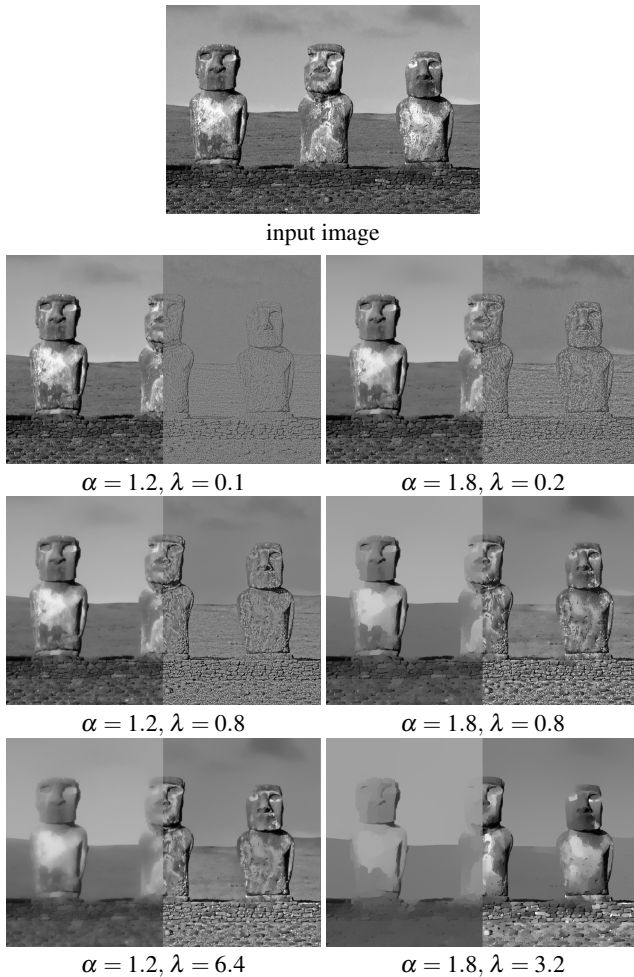 input image
α = 1.2, λ = 0.1
α = 1.8, λ = 0.2
α = 1.2, λ = 0.8
α = 1.8, λ = 0.8
α = 1.2, λ = 6.4
α = 1.8, λ = 3.2